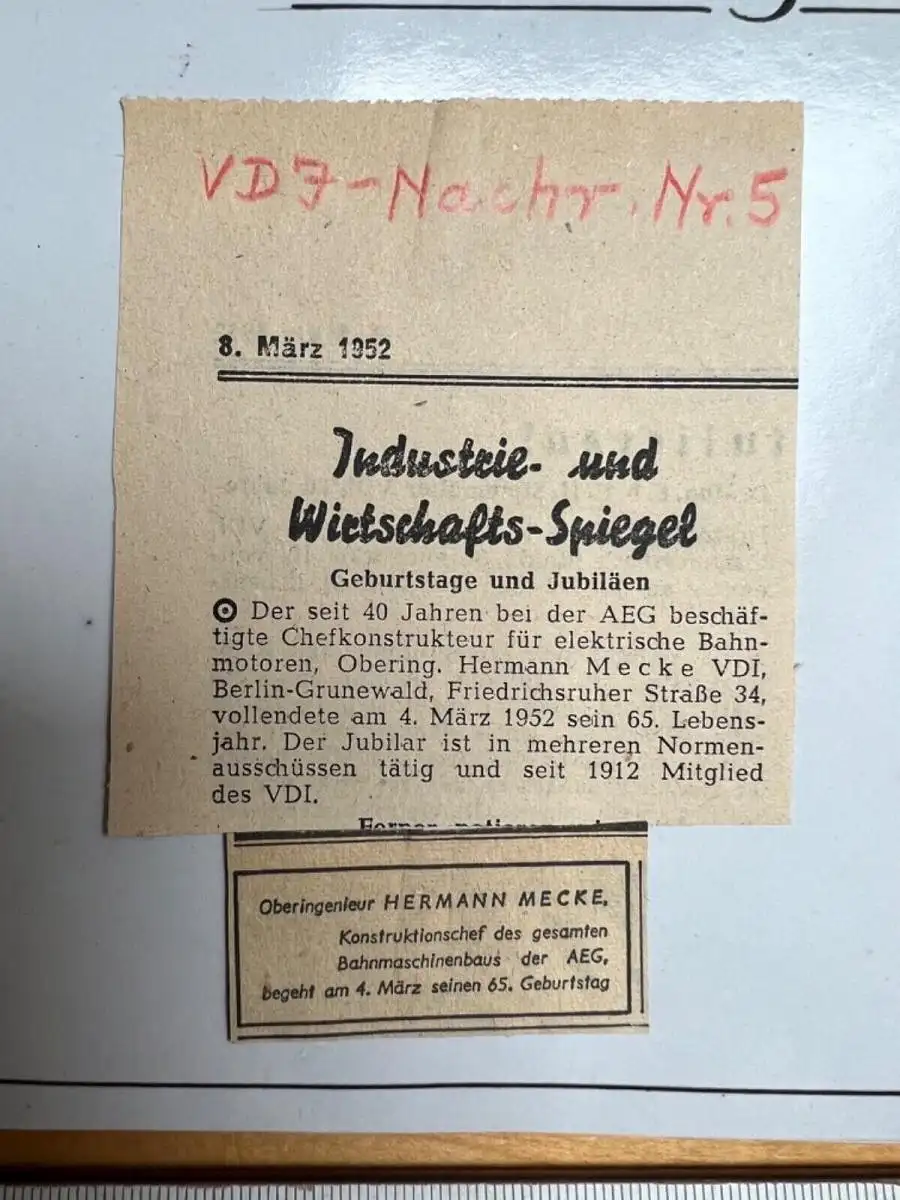 VDI-Nachr. Nr. 5
8. März 1952
Industrie- und
Wirtschafts-Spiegel
Geburtstage und Jubiläen
Der seit 40 Jahren bei der AEG beschäf-
tigte Chefkonstrukteur für elektrische Bahn-
motoren, Obering. Hermann Mecke VDI,
Berlin-Grunewald, Friedrichsruher Straße 34,
vollendete am 4. März 1952 sein 65. Lebens-
jahr. Der Jubilar ist in mehreren Normen-
ausschüssen tätig und seit 1912 Mitglied
des VDI.
Oberingenieur HERMANN MECKE,
Konstruktionschef des gesamten
Bahnmaschinenbaus der AEG,
begeht am 4. März seinen 65. Geburtstag